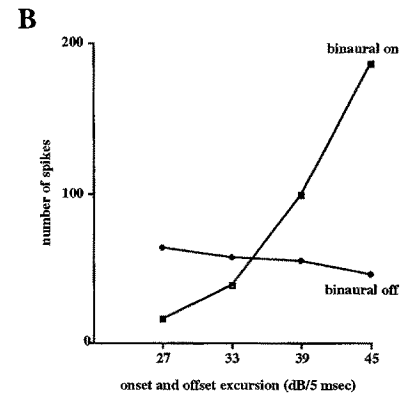 B
200
binaural on
number of spikes
100
binaural off
0
27 33 39 45
onset and offset excursion (dB/5 msec)